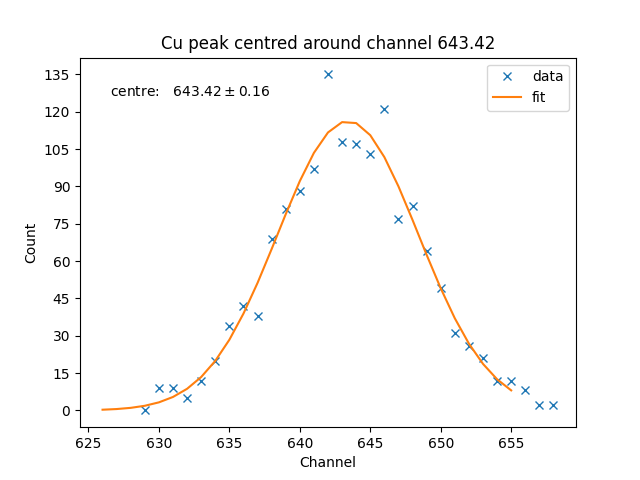 Cu peak centred around channel 643.42
centre: 643.42 ± 0.16
data
fit
135
120
105
90
75
60
45
30
15
0
Count
625 630 635 640 645 650 655
Channel